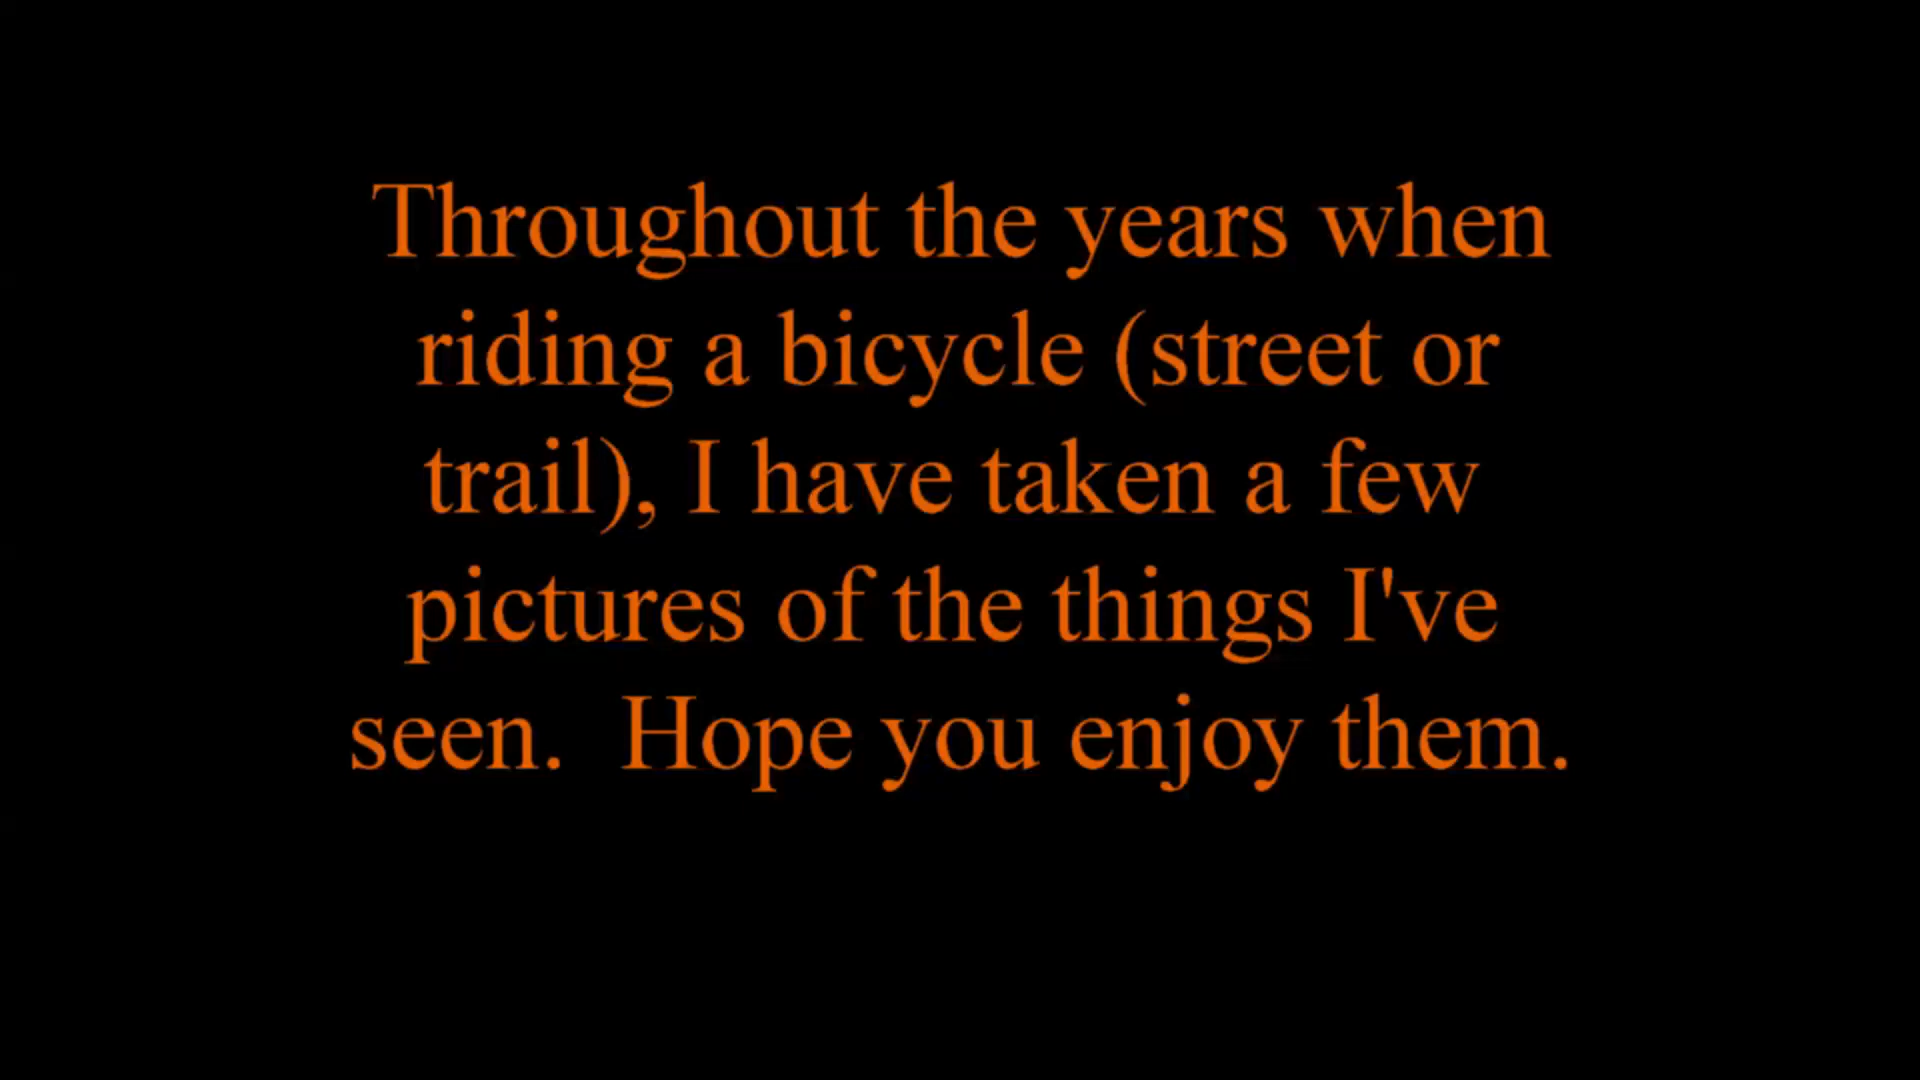 Throughout the years when
riding a bicycle (street or
trail), I have taken a few
pictures of the things I've
seen.  Hope you enjoy them.